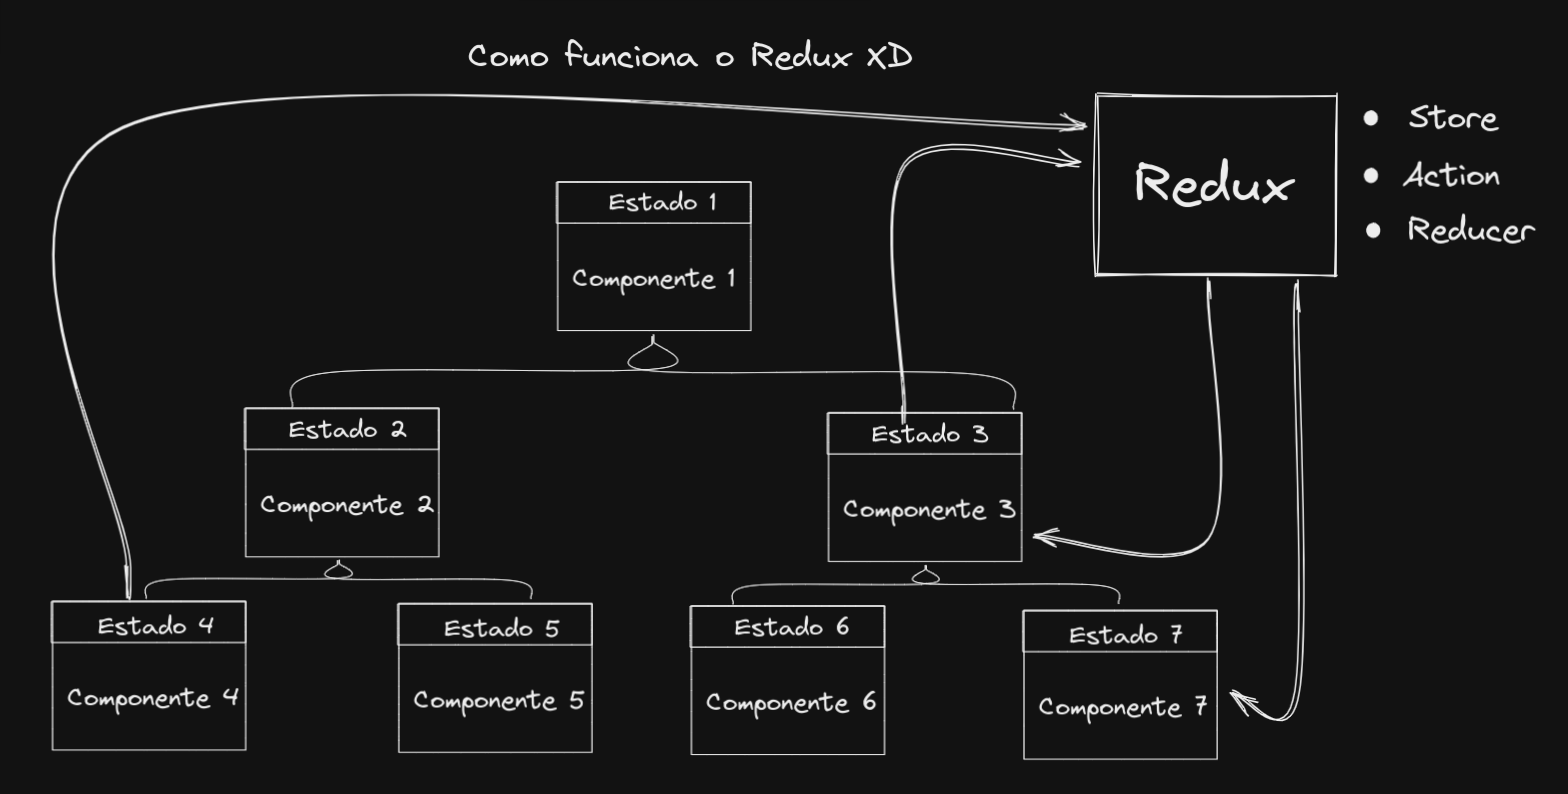 Como funciona o Redux XD
Redux
• Store
• Action
• Reducer
Estado 1
Componente 1
Estado 2
Componente 2
Estado 3
Componente 3
Estado 4
Componente 4
Estado 5
Componente 5
Estado 6
Componente 6
Estado 7
Componente 7